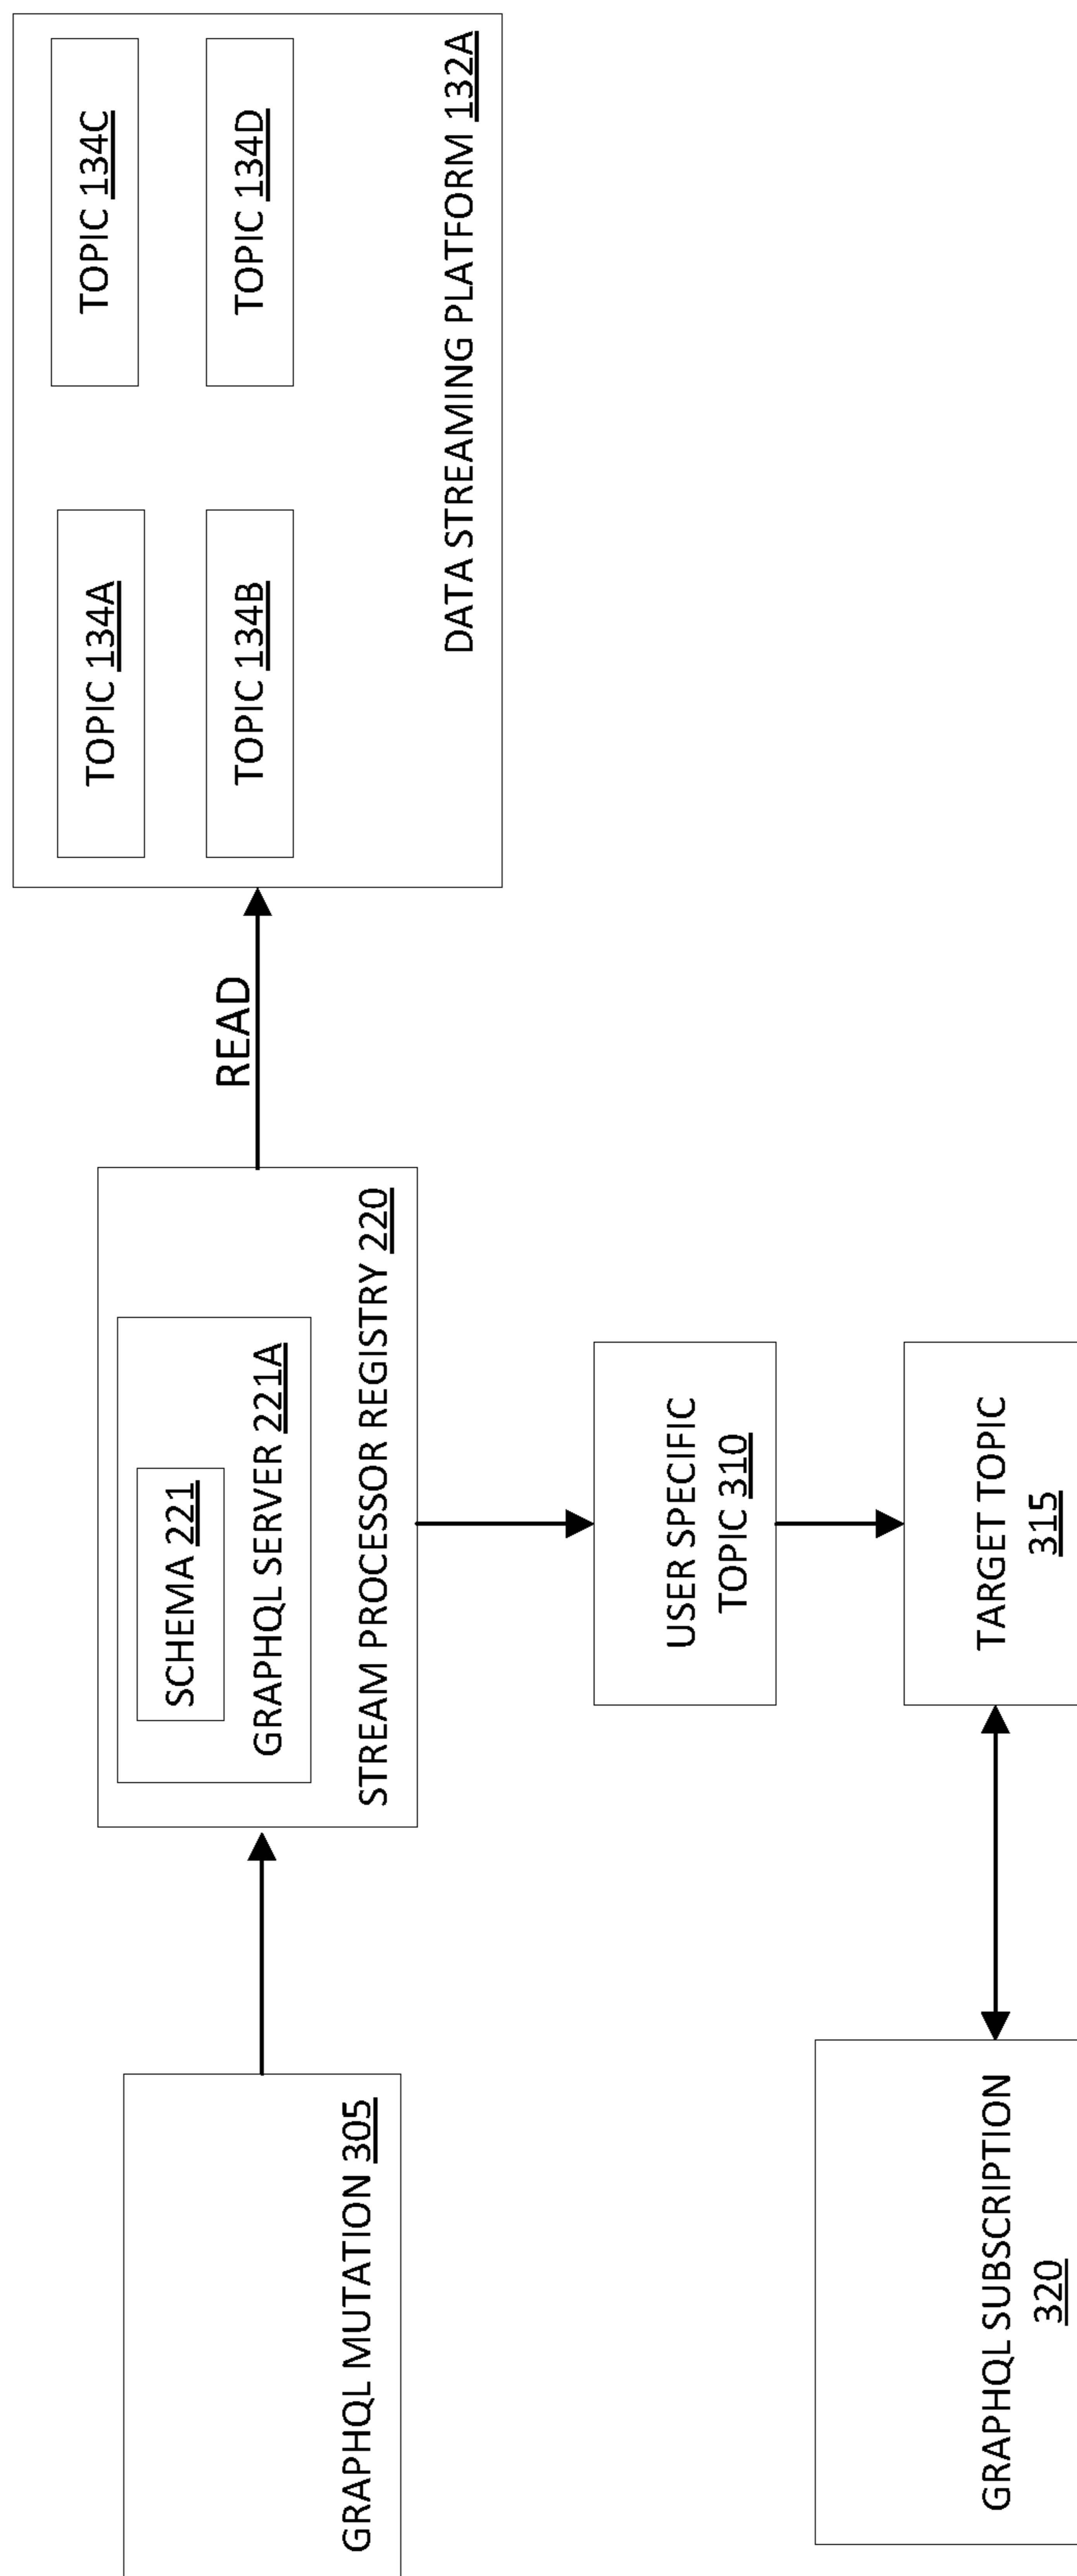 GRAPHQL MUTATION 305
SCHEMA 221
GRAPHQL SERVER 221A
STREAM PROCESSOR REGISTRY 220
READ
TOPIC 134A
TOPIC 134C
TOPIC 134B
TOPIC 134D
DATA STREAMING PLATFORM 132A
USER SPECIFIC
TOPIC 310
GRAPHQL SUBSCRIPTION
320
TARGET TOPIC
315